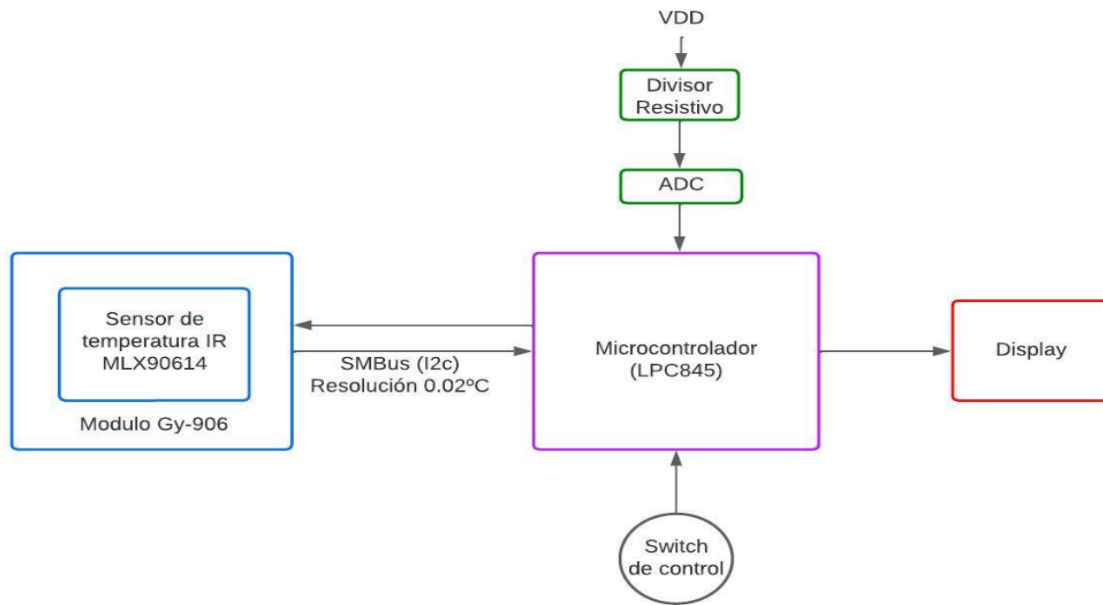 VDD
Divisor
Resistivo
ADC
Sensor de
temperatura IR
MLX90614
Modulo Gy-906
SMBus (I2c)
Resolución 0.02ºC
Microcontrolador
(LPC845)
Display
Switch
de control